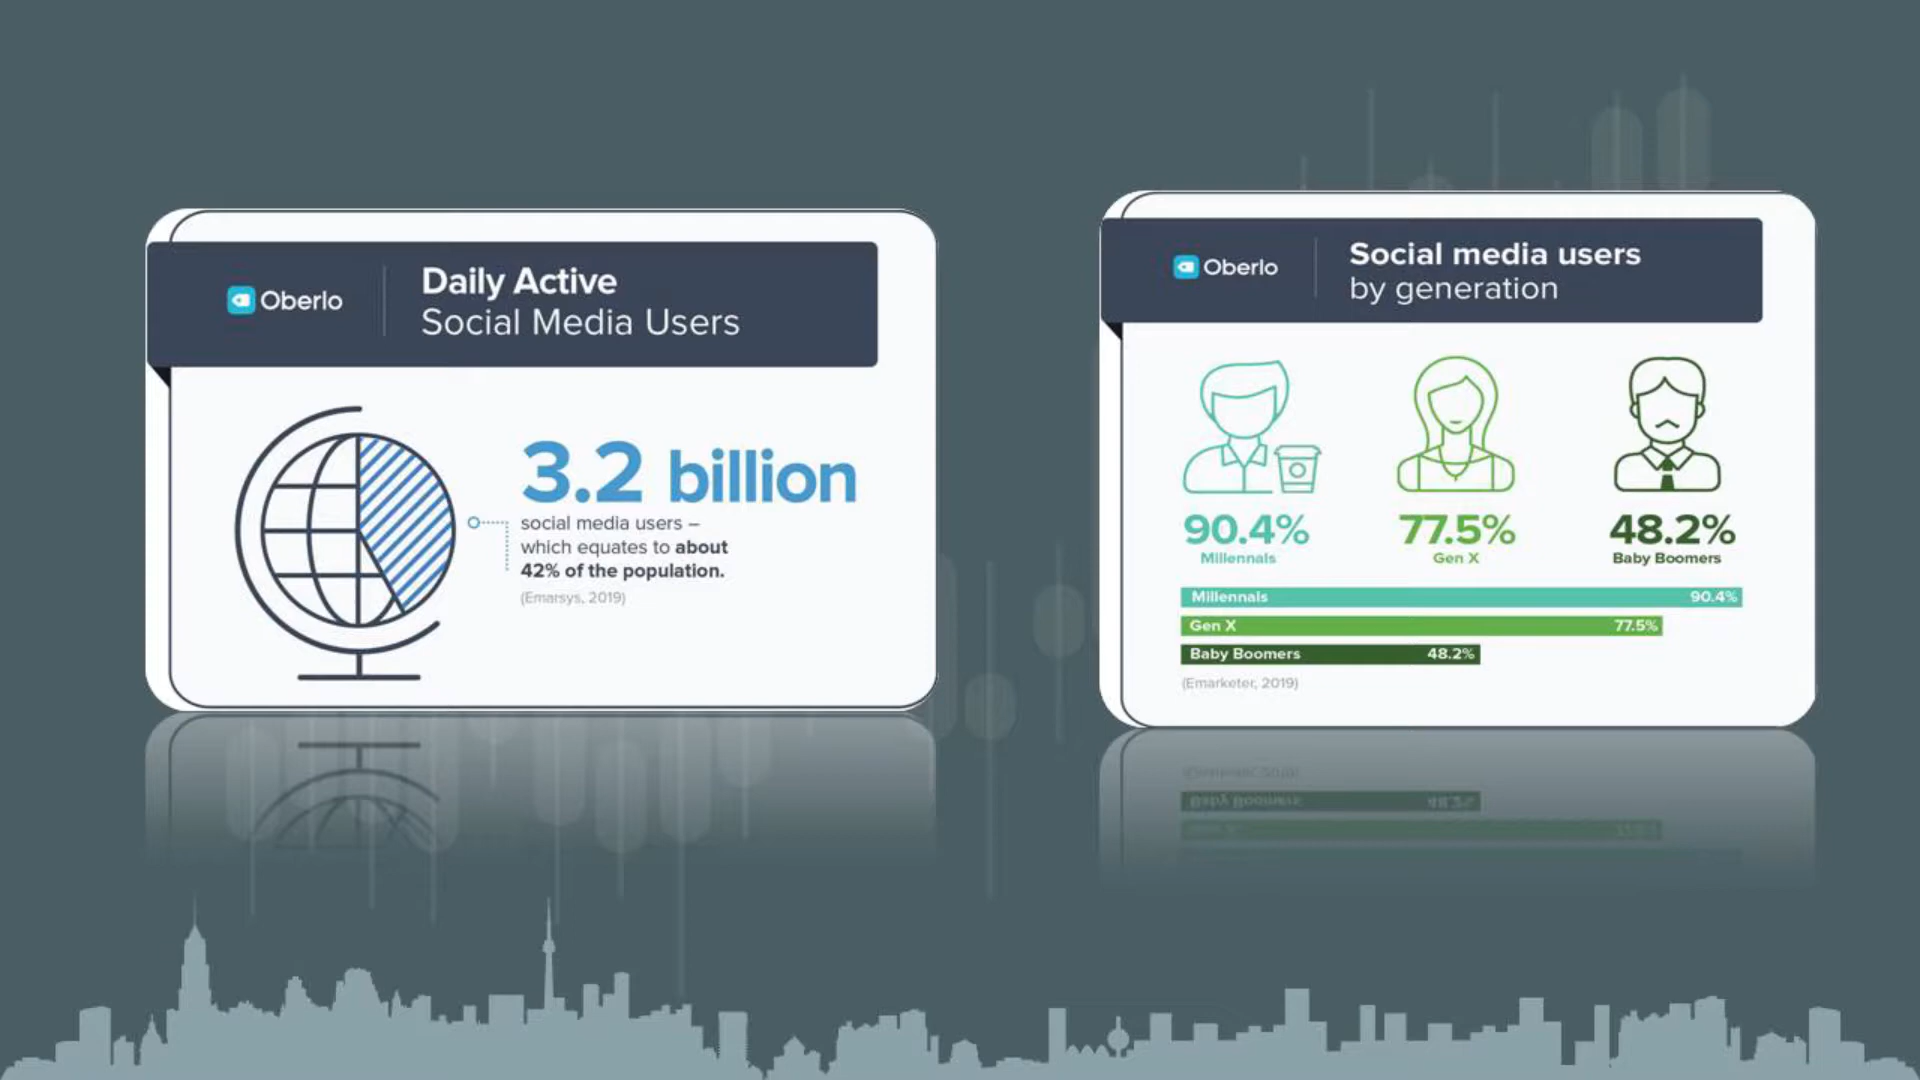 Oberlo
Daily Active
Social Media Users
3.2 billion
social media users –
which equates to about
42% of the population.
(Emarsys, 2019)
Oberlo
Social media users
by generation
90.4%
Millennals
77.5%
Gen X
48.2%
Baby Boomers
Millennals 90.4%
Gen X 77.5%
Baby Boomers 48.2%
(Emarketer, 2019)